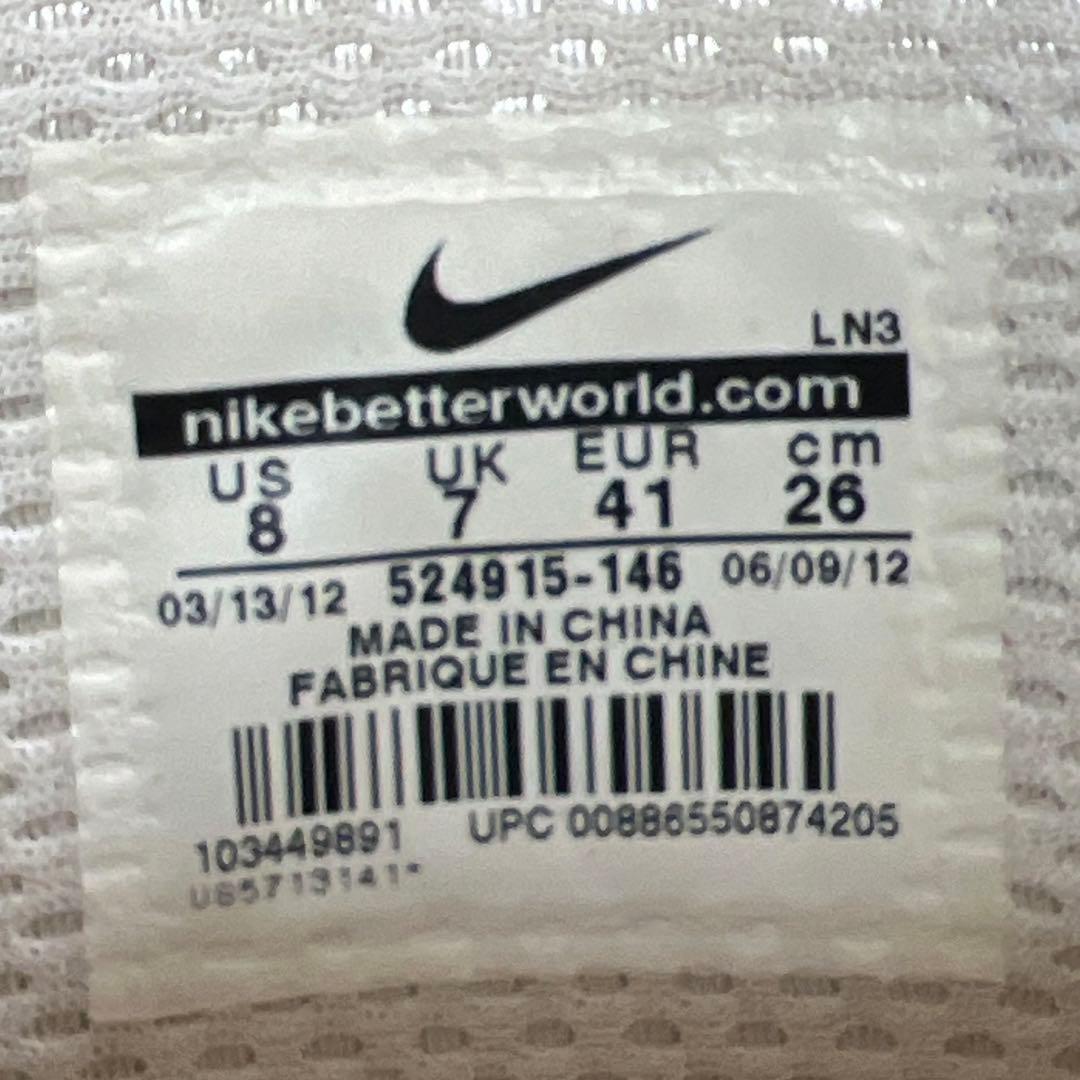 LN3
nikebetterworld.com
US UK EUR cm
8 7 41 26
03/13/12 524915-146 06/09/12
MADE IN CHINA
FABRIQUE EN CHINE
103449891 UPC 00886550874205